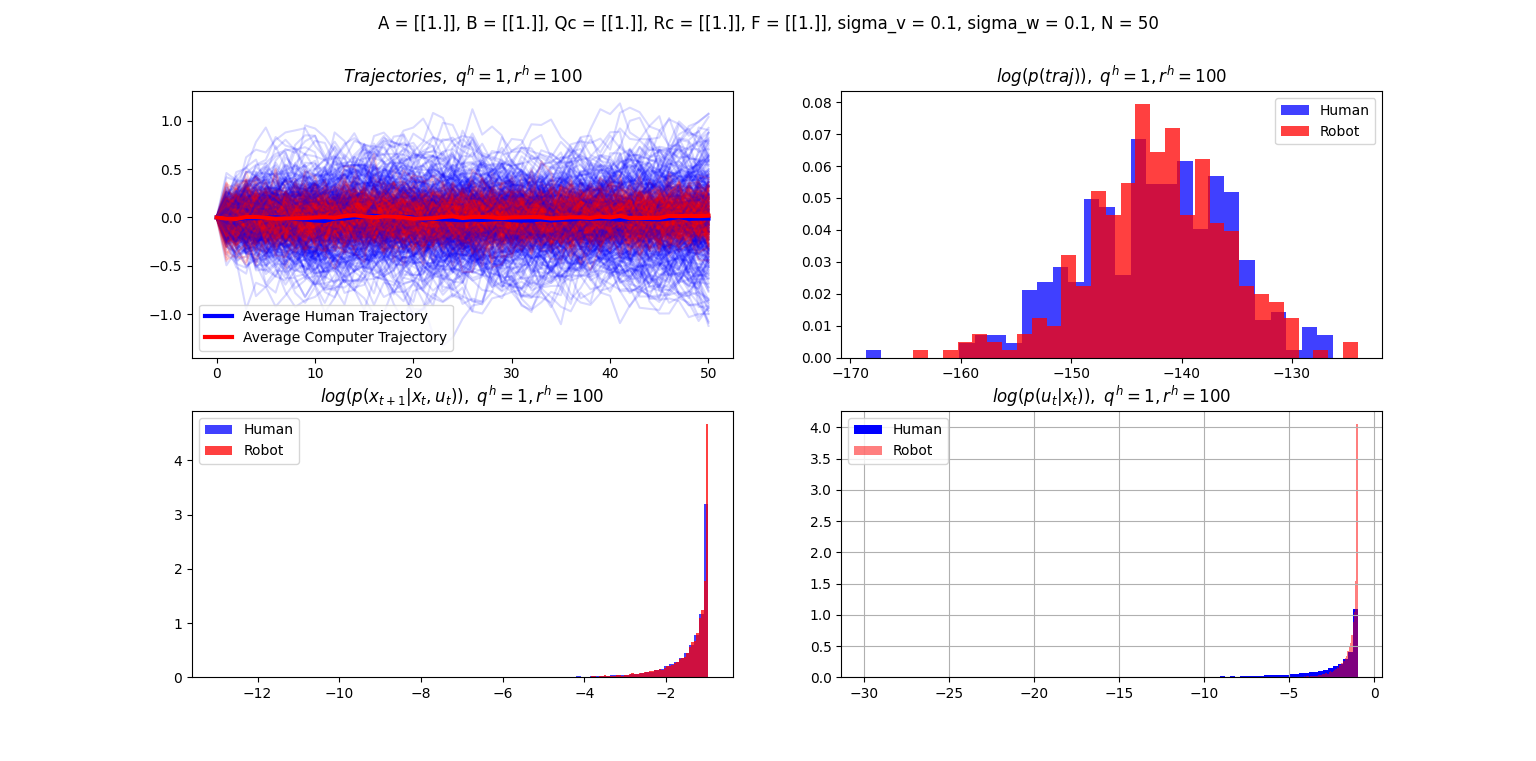 A = [[1.]], B = [[1.]], Qc = [[1.]], Rc = [[1.]], F = [[1.]], sigma_v = 0.1, sigma_w = 0.1, N = 50
Trajectories, q^h = 1, r^h = 100
1.0
0.5
0.0
−0.5
−1.0
Average Human Trajectory
Average Computer Trajectory
0 10 20 30 40 50
log(p(traj)), q^h = 1, r^h = 100
0.08
0.07
0.06
0.05
0.04
0.03
0.02
0.01
0.00
Human
Robot
−170 −160 −150 −140 −130
log(p(x_{t+1}|x_t, u_t)), q^h = 1, r^h = 100
Human
Robot
4
3
2
1
0
−12 −10 −8 −6 −4 −2
log(p(u_t|x_t)), q^h = 1, r^h = 100
Human
Robot
4.0
3.5
3.0
2.5
2.0
1.5
1.0
0.5
0.0
−30 −25 −20 −15 −10 −5 0